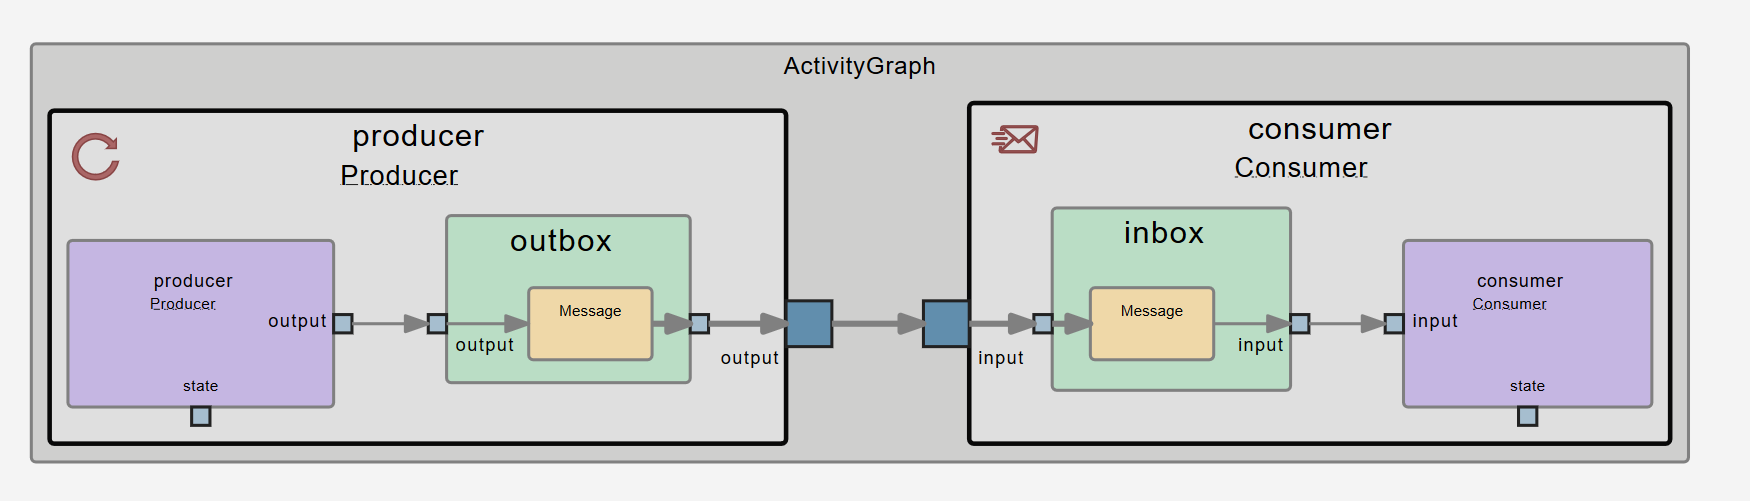 ActivityGraph
producer
Producer
producer
Producer
output
state
outbox
Message
output
output
consumer
Consumer
inbox
Message
input
input
consumer
Consumer
input
state